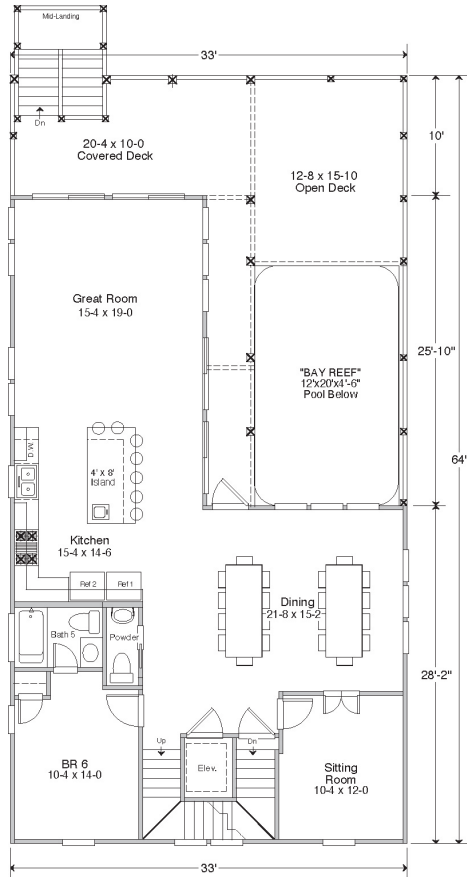 Mid-Landing
33'
Dn
20-4 x 10-0
Covered Deck
12-8 x 15-10
Open Deck
10'
Great Room
15-4 x 19-0
25'-10"
"BAY REEF"
12'x20'x4'-6"
Pool Below
64'
D.W.
4' x 8'
Island
Kitchen
15-4 x 14-6
Ref 2
Ref 1
Dining
21-8 x 15-2
Bath 5
Powder
28'-2"
Up
Dn
BR 6
10-4 x 14-0
Elev.
Sitting
Room
10-4 x 12-0
33'